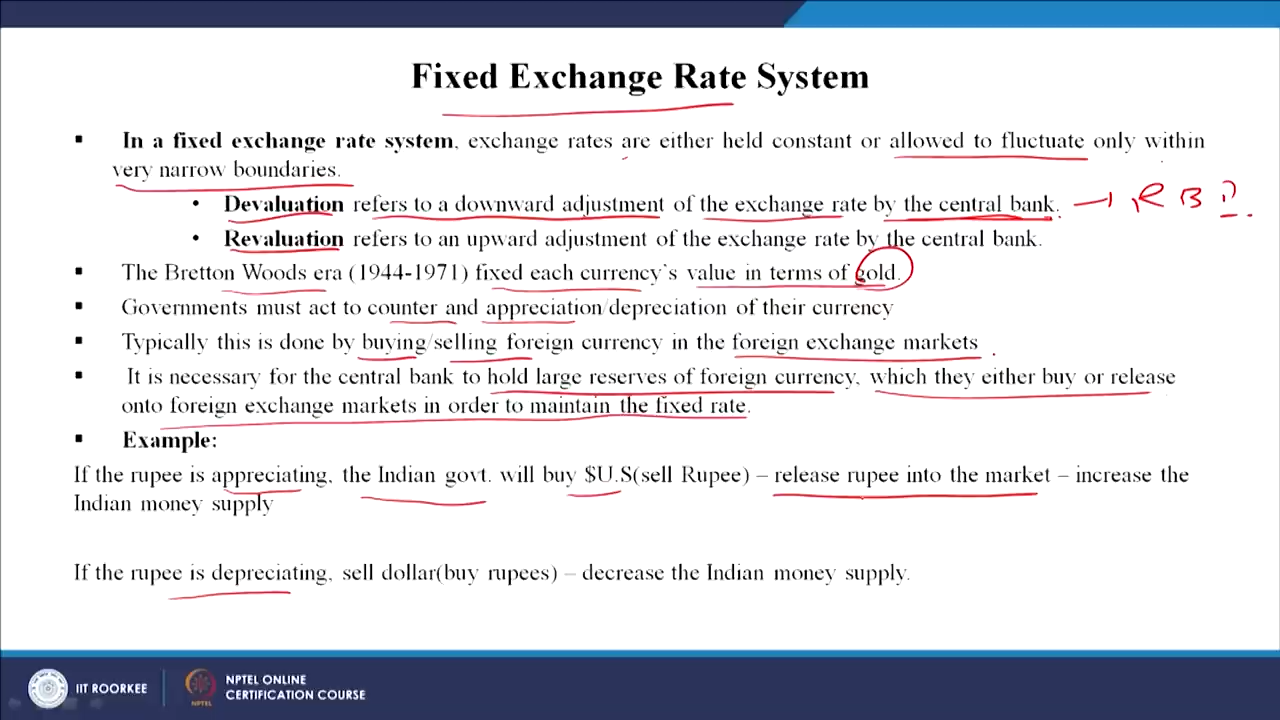 Fixed Exchange Rate System
▪ In a fixed exchange rate system, exchange rates are either held constant or allowed to fluctuate only within
very narrow boundaries.
• Devaluation refers to a downward adjustment of the exchange rate by the central bank. → RBI.
• Revaluation refers to an upward adjustment of the exchange rate by the central bank.
▪ The Bretton Woods era (1944-1971) fixed each currency's value in terms of gold.
▪ Governments must act to counter and appreciation/depreciation of their currency
▪ Typically this is done by buying/selling foreign currency in the foreign exchange markets
▪ It is necessary for the central bank to hold large reserves of foreign currency, which they either buy or release
onto foreign exchange markets in order to maintain the fixed rate.
▪ Example:
If the rupee is appreciating, the Indian govt. will buy $U.S(sell Rupee) – release rupee into the market – increase the
Indian money supply
If the rupee is depreciating, sell dollar(buy rupees) – decrease the Indian money supply.
IIT ROORKEE
NPTEL
NPTEL ONLINE
CERTIFICATION COURSE